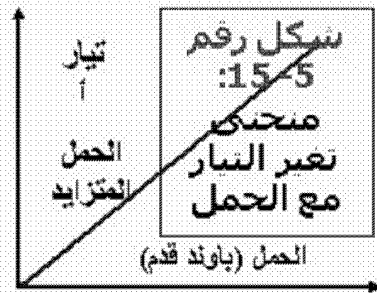 شكل رقم
5- 15:
منحنى
تغير التيار
مع الحمل
تيار
أ
الحمل
المتزايد
الحمل (باوند قدم)